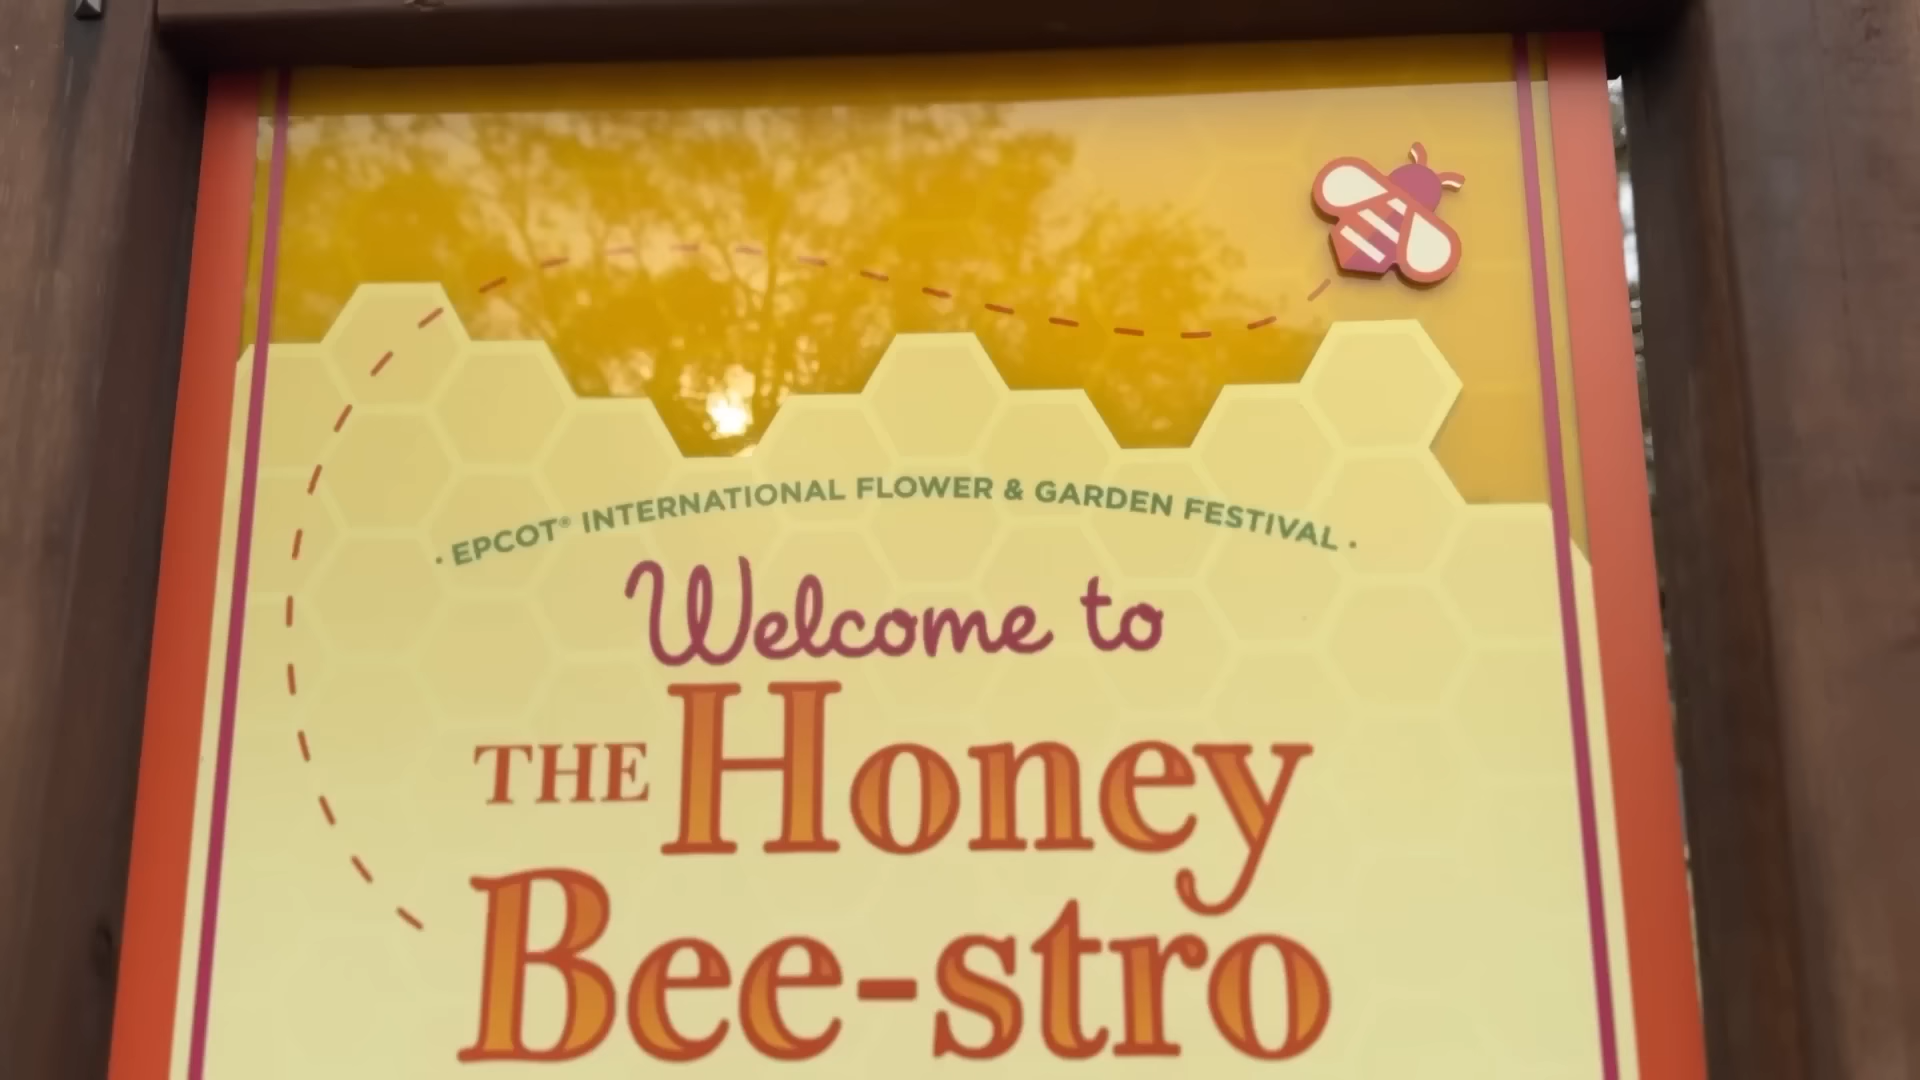 · EPCOT® INTERNATIONAL FLOWER & GARDEN FESTIVAL ·
Welcome to
THE Honey
Bee-stro